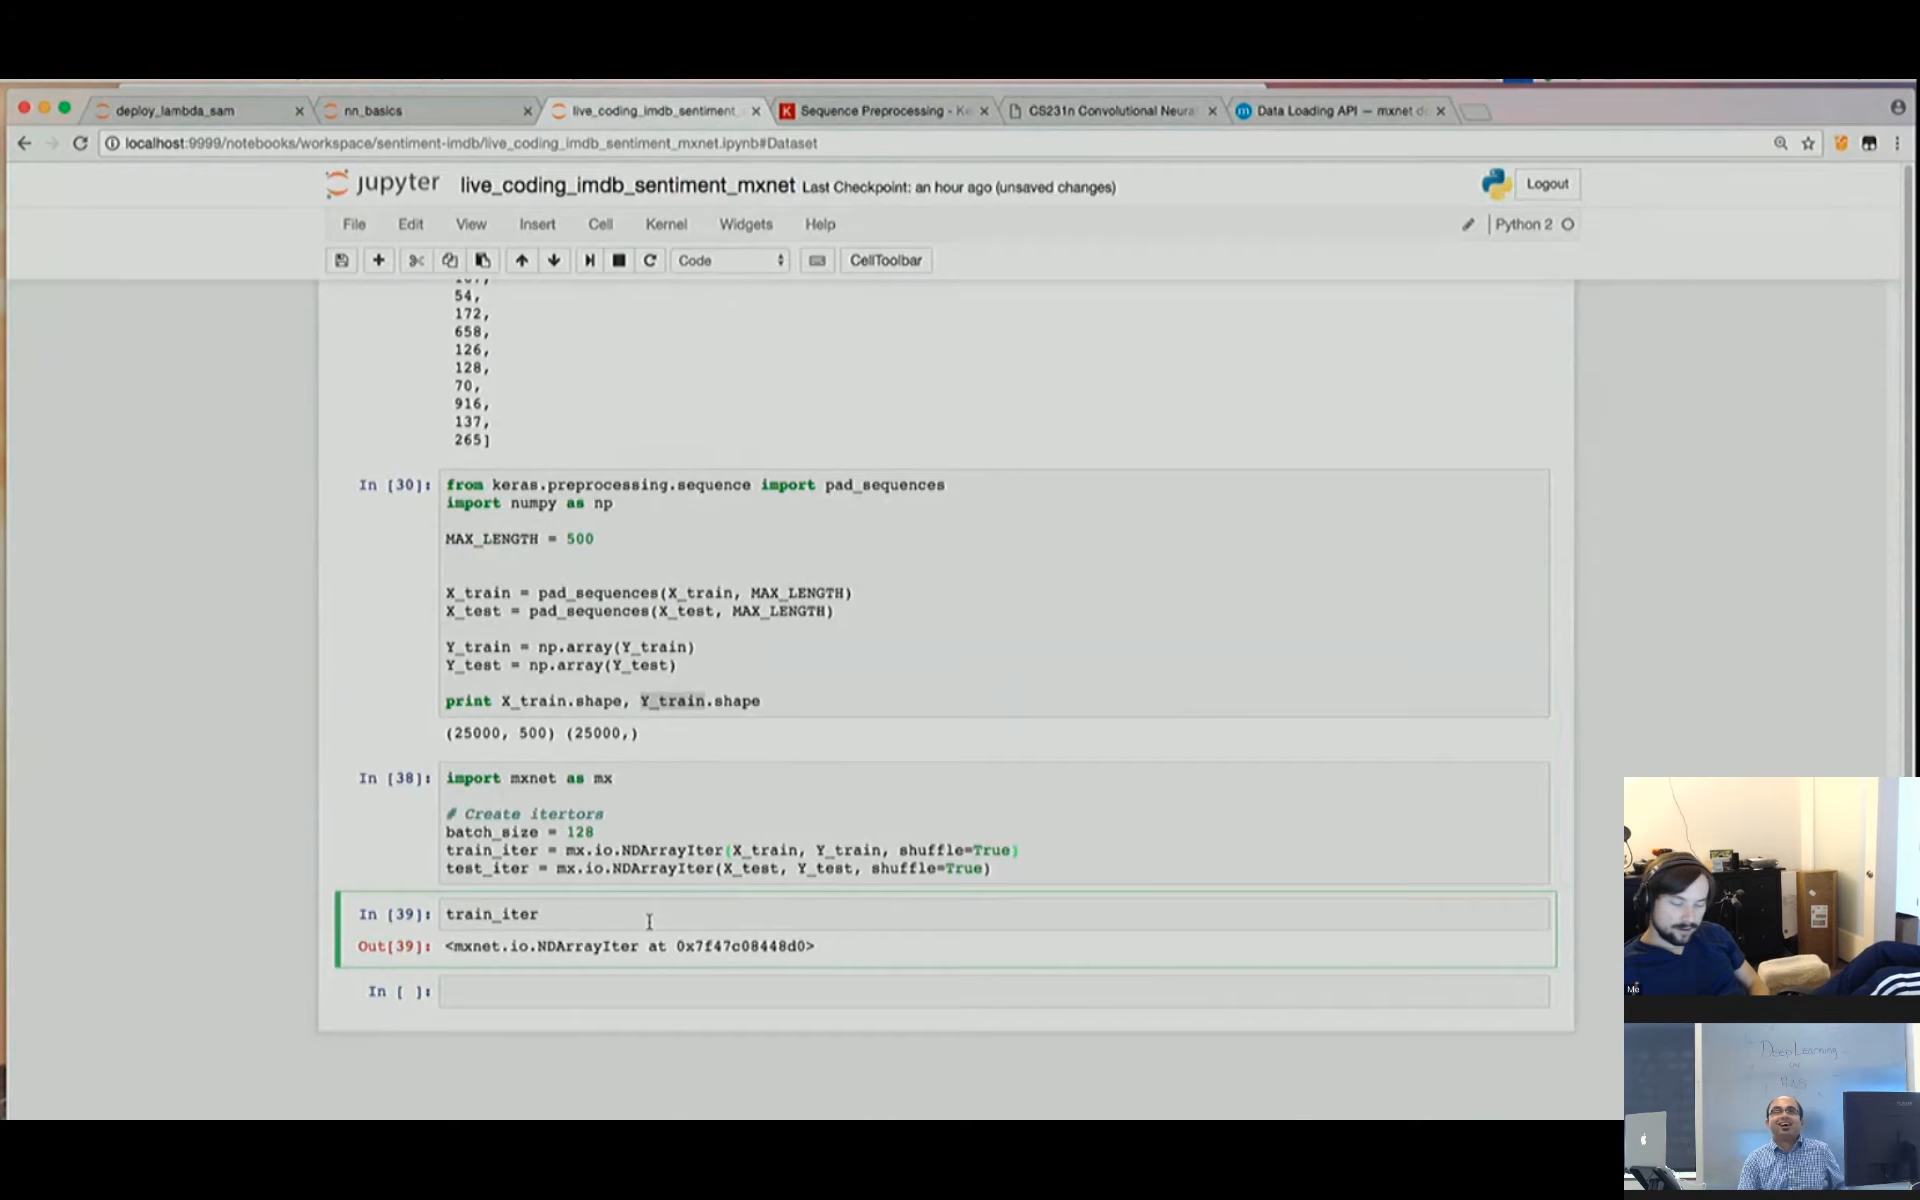 deploy_lambda_sam
nn_basics
live_coding_imdb_sentiment_
Sequence Preprocessing - Ke
CS231n Convolutional Neura
Data Loading API — mxnet do
localhost:9999/notebooks/workspace/sentiment-imdb/live_coding_imdb_sentiment_mxnet.ipynb#Dataset
jupyter live_coding_imdb_sentiment_mxnet Last Checkpoint: an hour ago (unsaved changes)
Logout
File Edit View Insert Cell Kernel Widgets Help
Python 2
Code
CellToolbar
54,
172,
658,
126,
128,
70,
916,
137,
265]
In [30]: from keras.preprocessing.sequence import pad_sequences
import numpy as np
MAX_LENGTH = 500
X_train = pad_sequences(X_train, MAX_LENGTH)
X_test = pad_sequences(X_test, MAX_LENGTH)
Y_train = np.array(Y_train)
Y_test = np.array(Y_test)
print X_train.shape, Y_train.shape
(25000, 500) (25000,)
In [38]: import mxnet as mx
# Create itertors
batch_size = 128
train_iter = mx.io.NDArrayIter(X_train, Y_train, shuffle=True)
test_iter = mx.io.NDArrayIter(X_test, Y_test, shuffle=True)
In [39]: train_iter
Out[39]: <mxnet.io.NDArrayIter at 0x7f47c08448d0>
In [ ]:
Me
DeepLearning
on
AWS